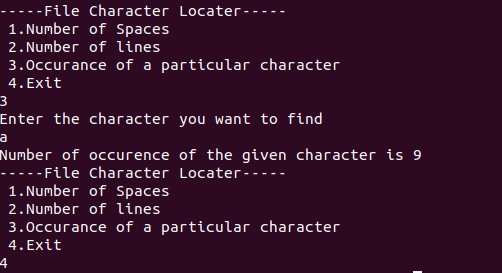 -----File Character Locater-----
1.Number of Spaces
2.Number of lines
3.Occurance of a particular character
4.Exit
3
Enter the character you want to find
a
Number of occurence of the given character is 9
-----File Character Locater-----
1.Number of Spaces
2.Number of lines
3.Occurance of a particular character
4.Exit
4